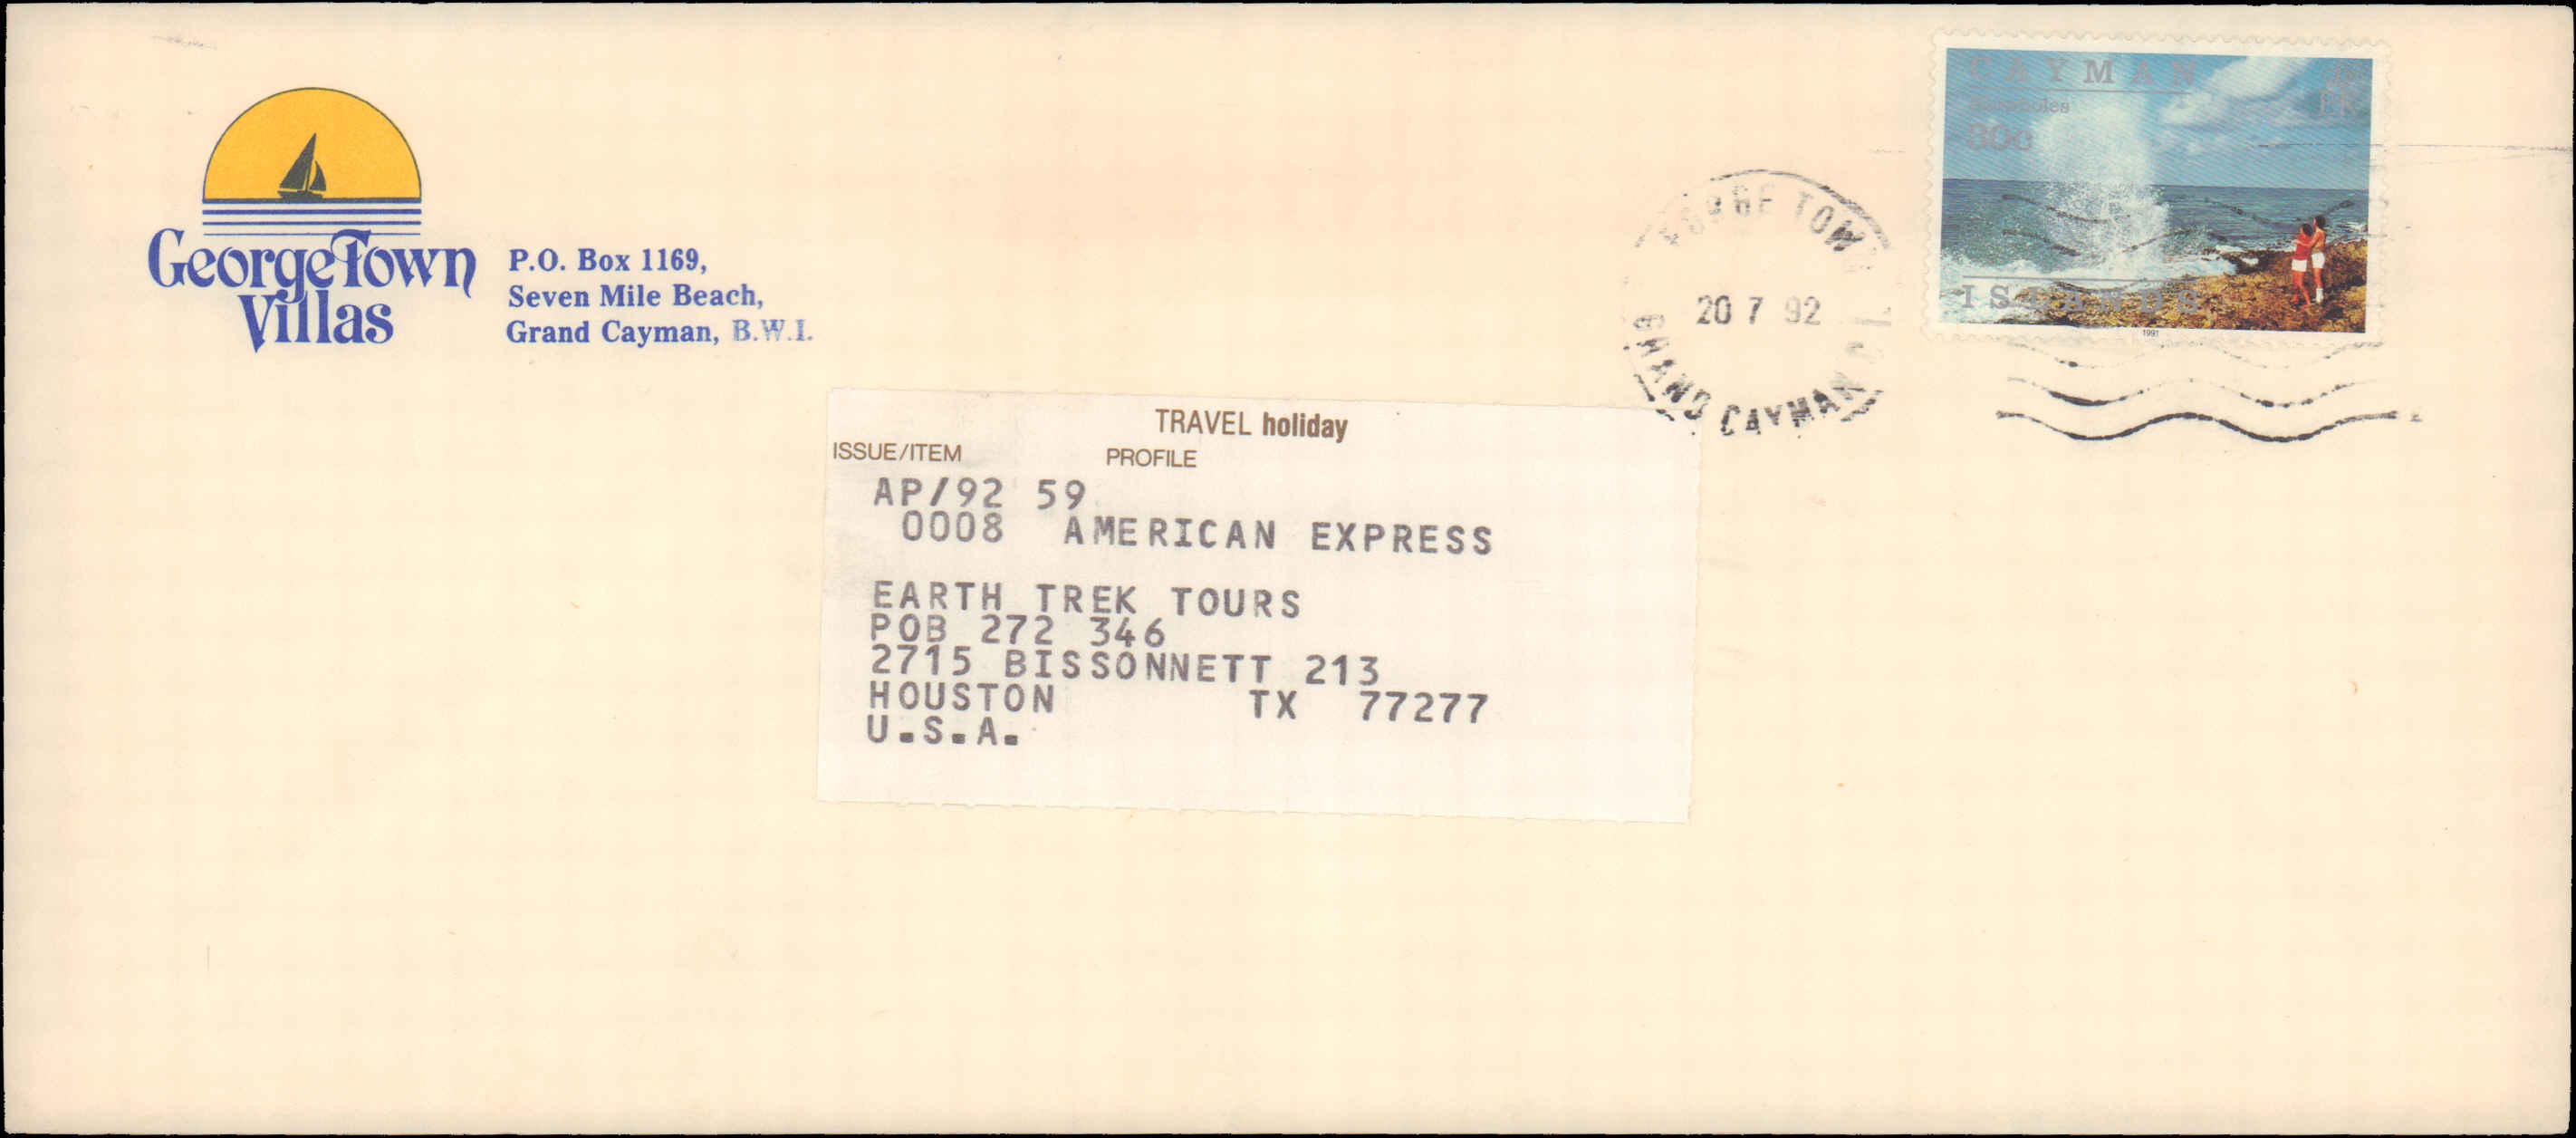 GeorgeTown
Villas
P.O. Box 1169,
Seven Mile Beach,
Grand Cayman, B.W.I.
CAYMAN
30c
ISLANDS
1991
20 7 92
GRAND CAYMAN
TRAVEL holiday
ISSUE/ITEM PROFILE
AP/92 59
0008 AMERICAN EXPRESS
EARTH TREK TOURS
POB 272 346
2715 BISSONNETT 213
HOUSTON TX 77277
U.S.A.